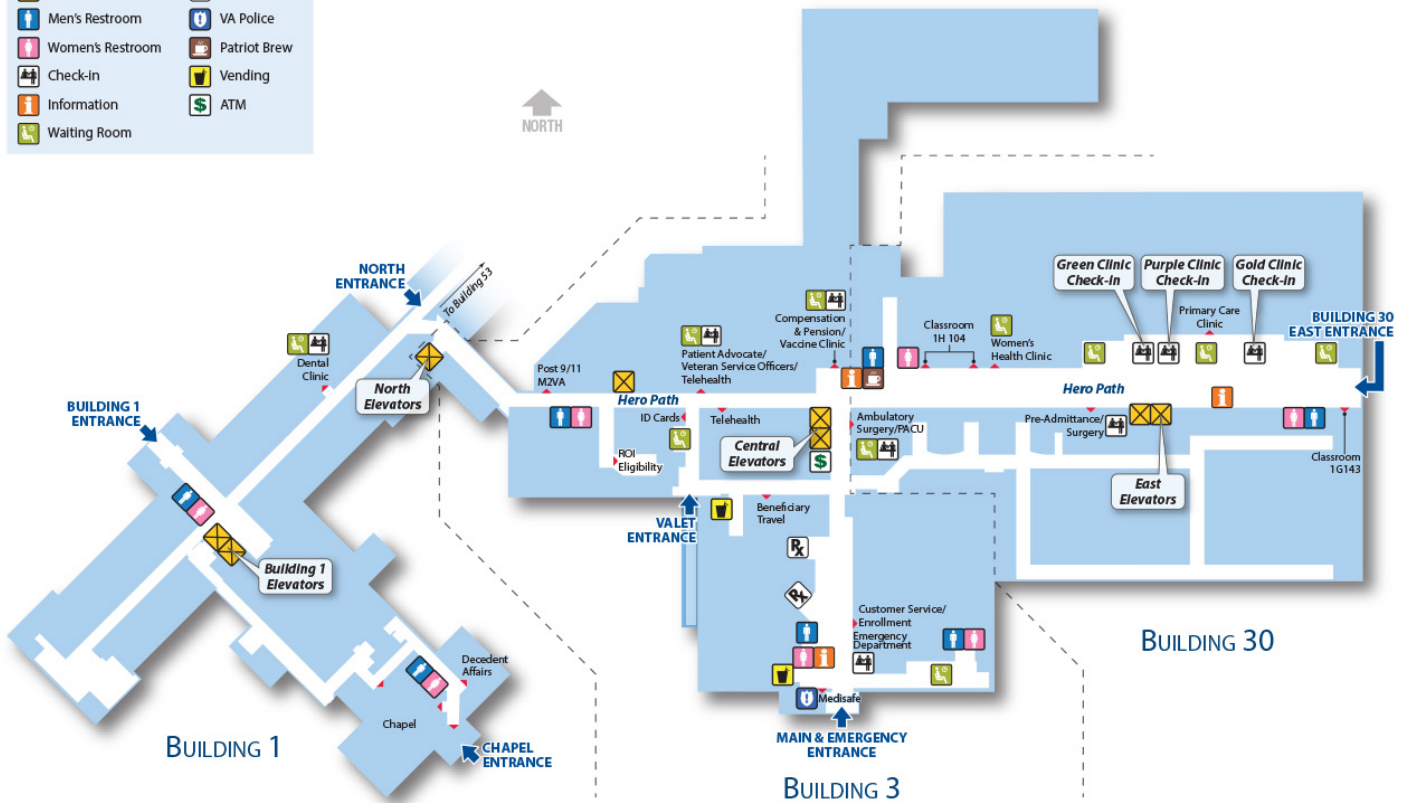 Men's Restroom
VA Police
Women's Restroom
Patriot Brew
Check-in
Vending
Information
$
ATM
Waiting Room
NORTH
NORTH
ENTRANCE
To Building 53
Dental
Clinic
North
Elevators
BUILDING 1
ENTRANCE
Building 1
Elevators
Decedent
Affairs
Chapel
CHAPEL
ENTRANCE
BUILDING 1
Post 9/11
M2VA
Hero Path
ID Cards
ROI
Eligibility
Patient Advocate/
Veteran Service Officers/
Telehealth
Telehealth
Compensation
& Pension/
Vaccine Clinic
Central
Elevators
$
Ambulatory
Surgery/PACU
VALET
ENTRANCE
Beneficiary
Travel
Rx
Rx
Customer Service/
Enrollment
Emergency
Department
Medisafe
MAIN & EMERGENCY
ENTRANCE
BUILDING 3
Classroom
1H 104
Women's
Health Clinic
Green Clinic
Check-in
Purple Clinic
Check-in
Gold Clinic
Check-in
Primary Care
Clinic
BUILDING 30
EAST ENTRANCE
Hero Path
Pre-Admittance/
Surgery
East
Elevators
Classroom
1G143
BUILDING 30